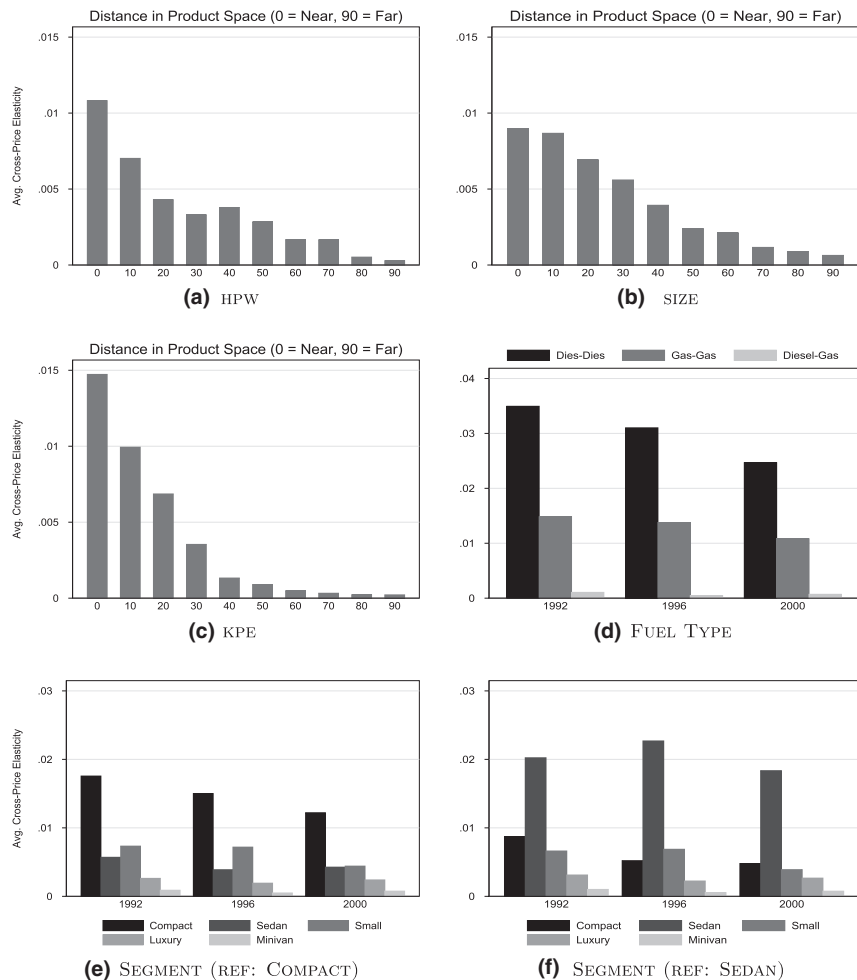 Distance in Product Space (0 = Near, 90 = Far)
Avg. Cross-Price Elasticity
.015
.01
.005
0
0 10 20 30 40 50 60 70 80 90
(a) HPW
Distance in Product Space (0 = Near, 90 = Far)
.015
.01
.005
0
0 10 20 30 40 50 60 70 80 90
(b) SIZE
Distance in Product Space (0 = Near, 90 = Far)
Avg. Cross-Price Elasticity
.015
.01
.005
0
0 10 20 30 40 50 60 70 80 90
(c) KPE
Dies-Dies Gas-Gas Diesel-Gas
.04
.03
.02
.01
0
1992 1996 2000
(d) FUEL TYPE
Avg. Cross-Price Elasticity
.03
.02
.01
0
1992 1996 2000
Compact Sedan Small
Luxury Minivan
(e) SEGMENT (REF: COMPACT)
.03
.02
.01
0
1992 1996 2000
Compact Sedan Small
Luxury Minivan
(f) SEGMENT (REF: SEDAN)